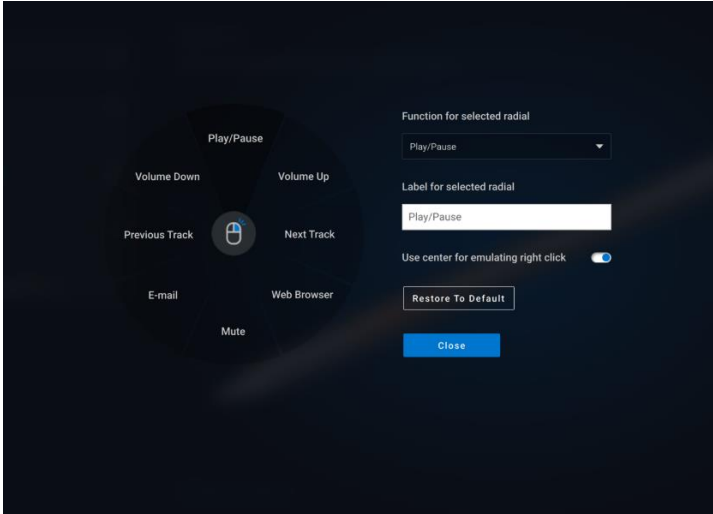 Play/Pause
Volume Down
Volume Up
Previous Track
Next Track
E-mail
Web Browser
Mute
Function for selected radial
Play/Pause
Label for selected radial
Play/Pause
Use center for emulating right click
Restore To Default
Close